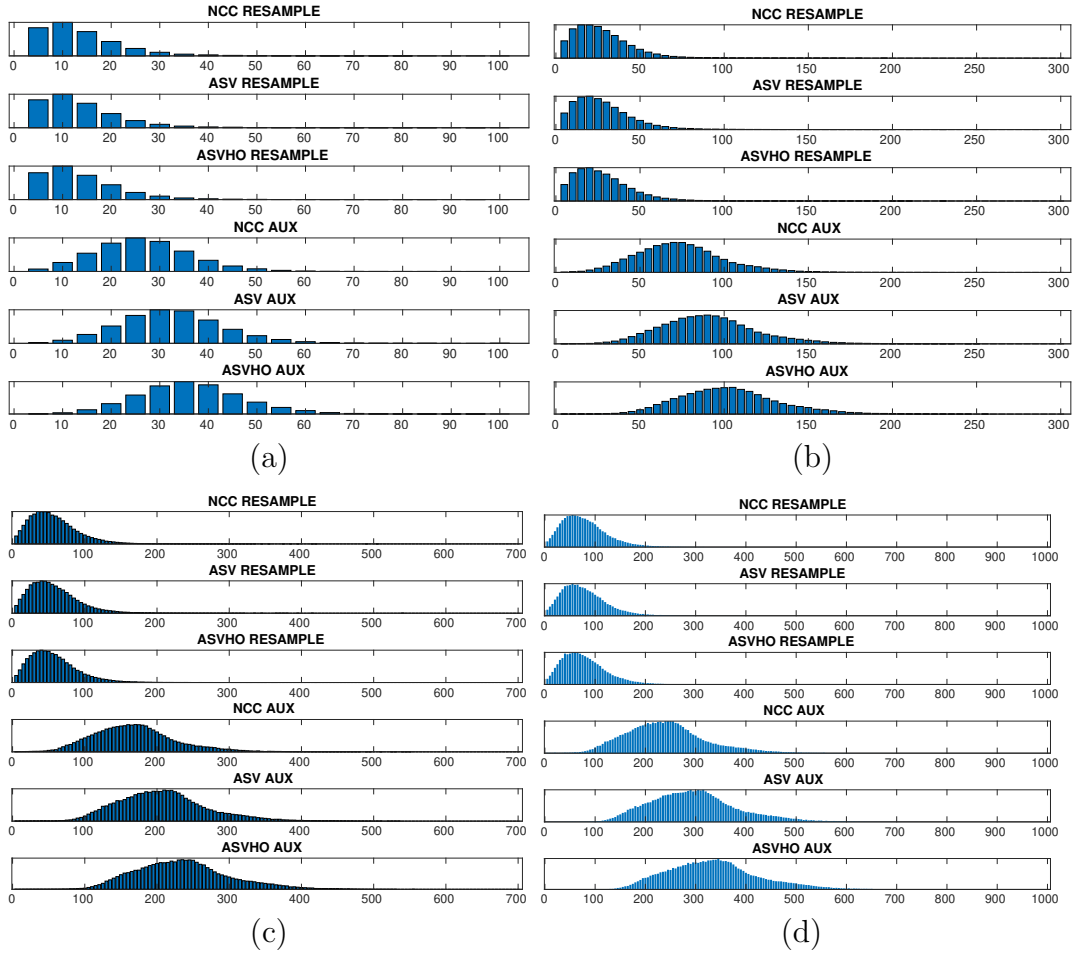 NCC RESAMPLE
0 10 20 30 40 50 60 70 80 90 100
ASV RESAMPLE
0 10 20 30 40 50 60 70 80 90 100
ASVHO RESAMPLE
0 10 20 30 40 50 60 70 80 90 100
NCC AUX
0 10 20 30 40 50 60 70 80 90 100
ASV AUX
0 10 20 30 40 50 60 70 80 90 100
ASVHO AUX
0 10 20 30 40 50 60 70 80 90 100
(a)
NCC RESAMPLE
0 50 100 150 200 250 300
ASV RESAMPLE
0 50 100 150 200 250 300
ASVHO RESAMPLE
0 50 100 150 200 250 300
NCC AUX
0 50 100 150 200 250 300
ASV AUX
0 50 100 150 200 250 300
ASVHO AUX
0 50 100 150 200 250 300
(b)
NCC RESAMPLE
0 100 200 300 400 500 600 700
ASV RESAMPLE
0 100 200 300 400 500 600 700
ASVHO RESAMPLE
0 100 200 300 400 500 600 700
NCC AUX
0 100 200 300 400 500 600 700
ASV AUX
0 100 200 300 400 500 600 700
ASVHO AUX
0 100 200 300 400 500 600 700
(c)
NCC RESAMPLE
0 100 200 300 400 500 600 700 800 900 1000
ASV RESAMPLE
0 100 200 300 400 500 600 700 800 900 1000
ASVHO RESAMPLE
0 100 200 300 400 500 600 700 800 900 1000
NCC AUX
0 100 200 300 400 500 600 700 800 900 1000
ASV AUX
0 100 200 300 400 500 600 700 800 900 1000
ASVHO AUX
0 100 200 300 400 500 600 700 800 900 1000
(d)